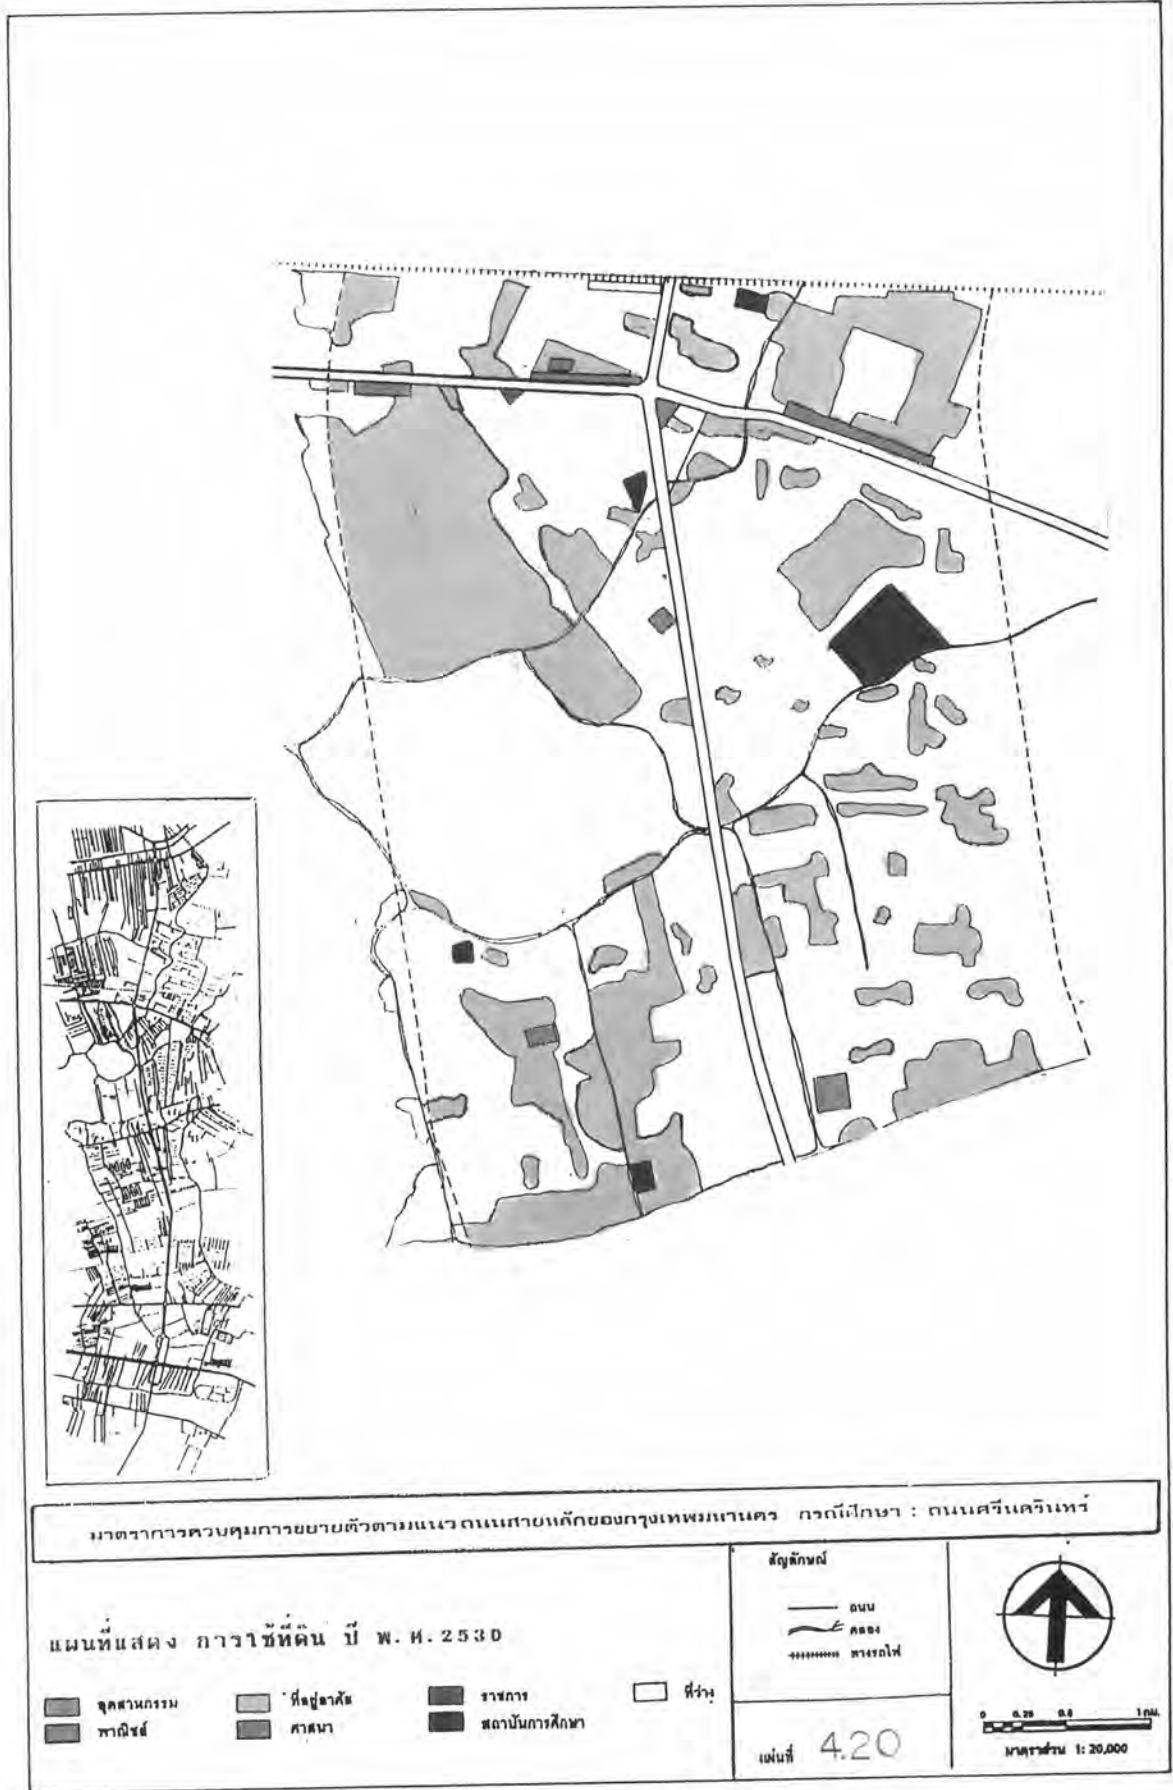 มาตราการควบคุมการขยายตัวตามแนวถนนสายหลักของกรุงเทพมหานคร กรณีศึกษา : ถนนศรีนครินทร์
แผนที่แสดง การใช้ที่ดิน ปี พ.ศ.2530
อุตสาหกรรม
ที่อยู่อาศัย
ราชการ
ที่ว่าง
พาณิชย์
ศาสนา
สถาบันการศึกษา
สัญลักษณ์
ถนน
คลอง
ทางรถไฟ
แผ่นที่ 4.20
0 0.25 0.5 1 กม.
มาตราส่วน 1: 20,000